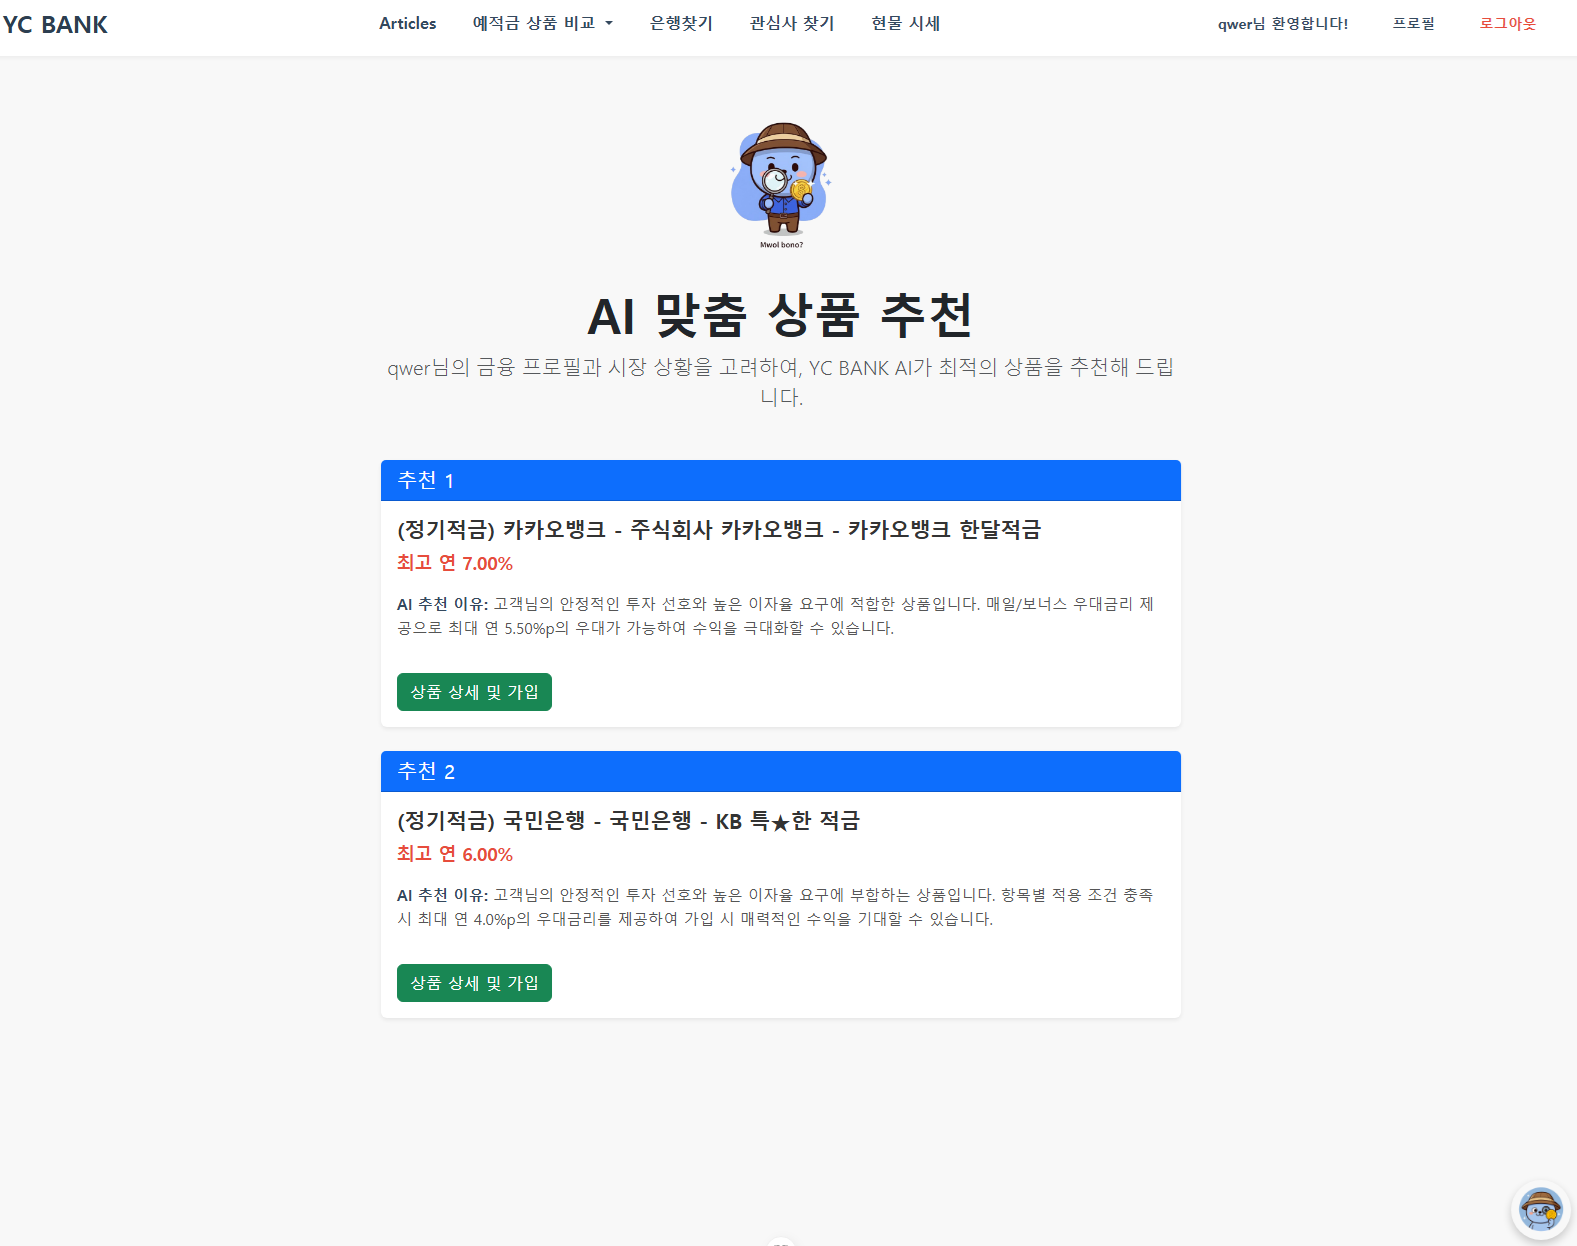 YC BANK
Articles
예적금 상품 비교
은행찾기
관심사 찾기
현물 시세
qwer님 환영합니다!
프로필
로그아웃
Mwol bono?
AI 맞춤 상품 추천
qwer님의 금융 프로필과 시장 상황을 고려하여, YC BANK AI가 최적의 상품을 추천해 드립
니다.
추천 1
(정기적금) 카카오뱅크 - 주식회사 카카오뱅크 - 카카오뱅크 한달적금
최고 연 7.00%
AI 추천 이유: 고객님의 안정적인 투자 선호와 높은 이자율 요구에 적합한 상품입니다. 매일/보너스 우대금리 제
공으로 최대 연 5.50%p의 우대가 가능하여 수익을 극대화할 수 있습니다.
상품 상세 및 가입
추천 2
(정기적금) 국민은행 - 국민은행 - KB 특★한 적금
최고 연 6.00%
AI 추천 이유: 고객님의 안정적인 투자 선호와 높은 이자율 요구에 부합하는 상품입니다. 항목별 적용 조건 충족
시 최대 연 4.0%p의 우대금리를 제공하여 가입 시 매력적인 수익을 기대할 수 있습니다.
상품 상세 및 가입